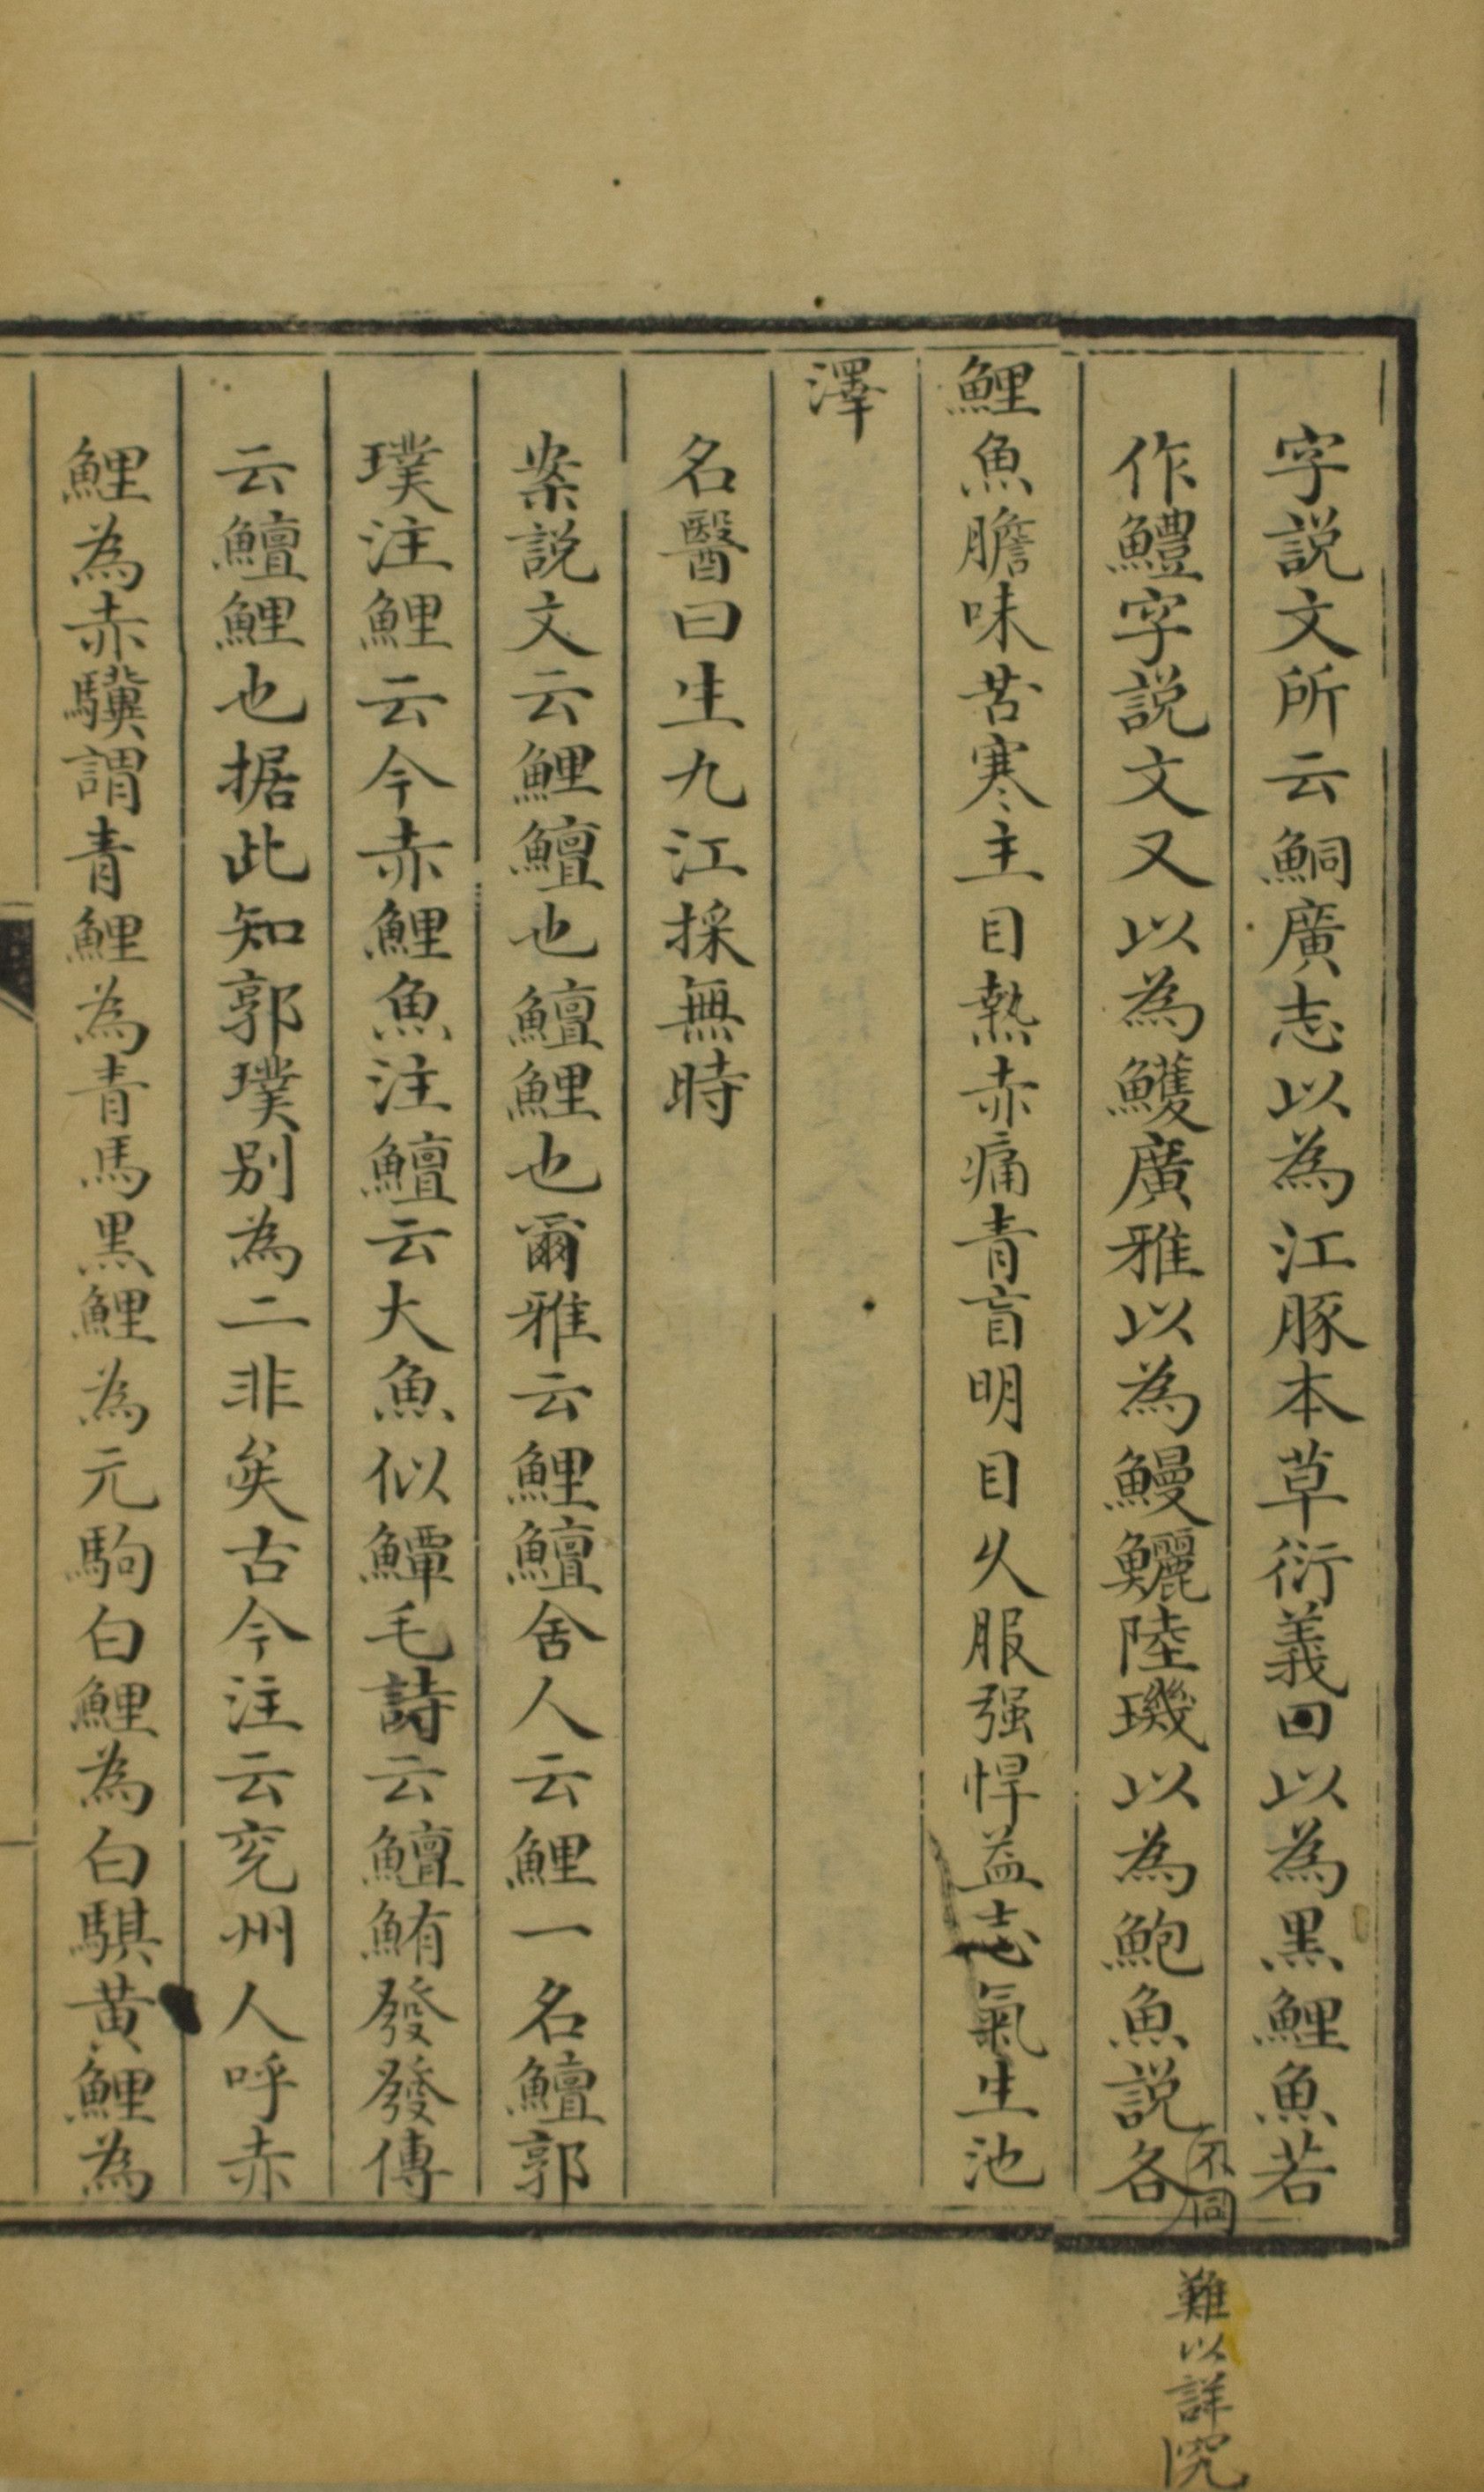 字說文所云鮦廣志以為江豚本草衍義曰以為黑鯉魚若
作鱧字說文又以為鱯廣雅以為鰻鱺陸璣以為鮑魚說各
不同
難以詳究
鯉魚膽味苦寒主目熱赤痛青盲明目久服强悍益志氣生池
澤
名醫曰生九江採無時
案說文云鯉鱣也鱣鯉也爾雅云鯉鱣舍人云鯉一名鱣郭
璞注鯉云今赤鯉魚注鱣云大魚似鱏毛詩云鱣鮪發發傳
云鱣鯉也据此知郭璞別為二非矣古今注云兖州人呼赤
鯉為赤驥謂青鯉為青馬黑鯉為元駒白鯉為白騏黃鯉為